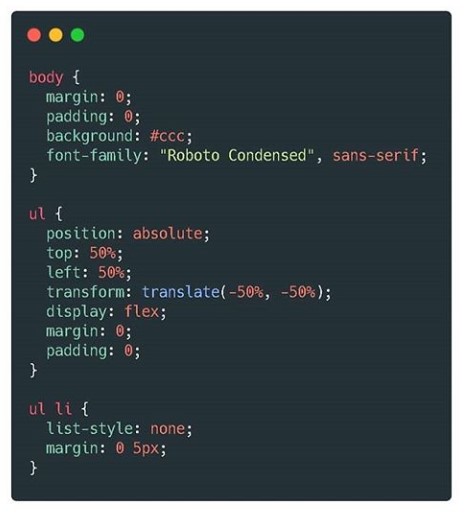 body {
  margin: 0;
  padding: 0;
  background: #ccc;
  font-family: "Roboto Condensed", sans-serif;
}

ul {
  position: absolute;
  top: 50%;
  left: 50%;
  transform: translate(-50%, -50%);
  display: flex;
  margin: 0;
  padding: 0;
}

ul li {
  list-style: none;
  margin: 0 5px;
}